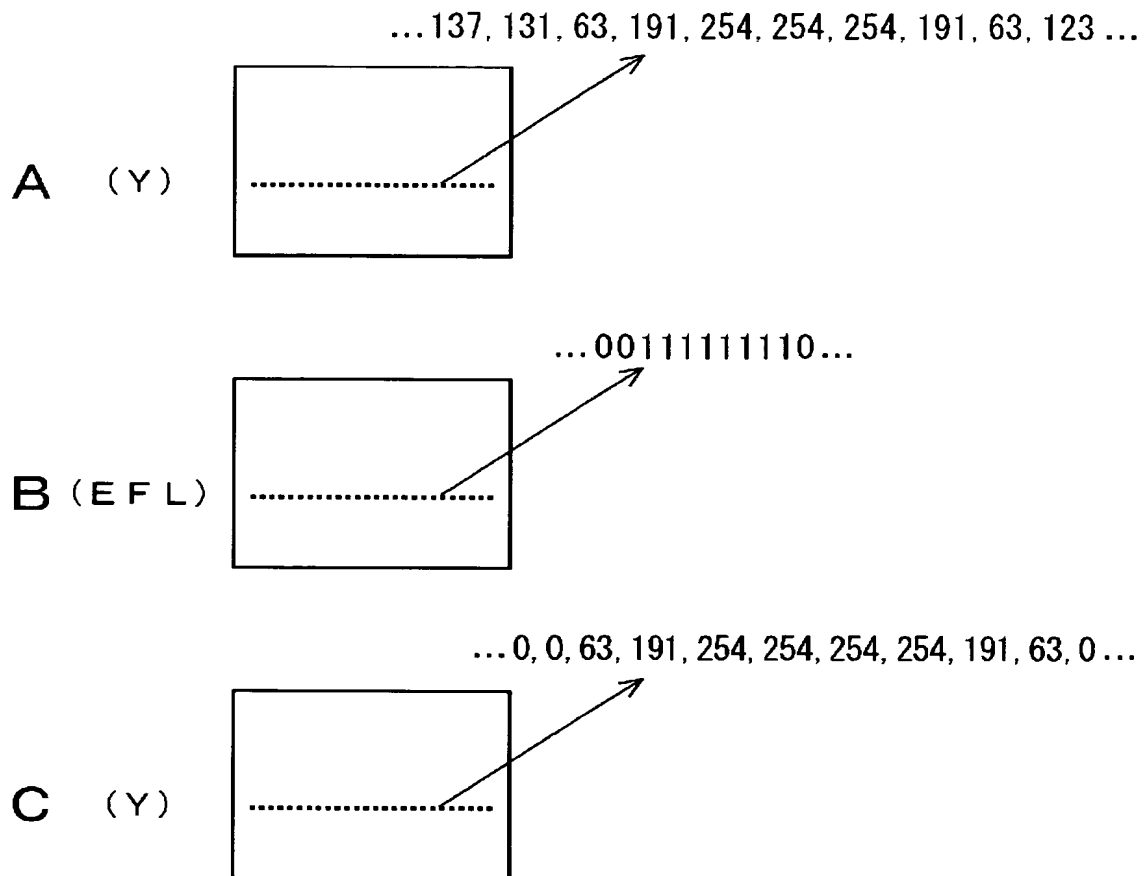 ...137, 131, 63, 191, 254, 254, 254, 191, 63, 123...
A (Y)
...00111111110...
B (EFL)
...0, 0, 63, 191, 254, 254, 254, 254, 191, 63, 0...
C (Y)